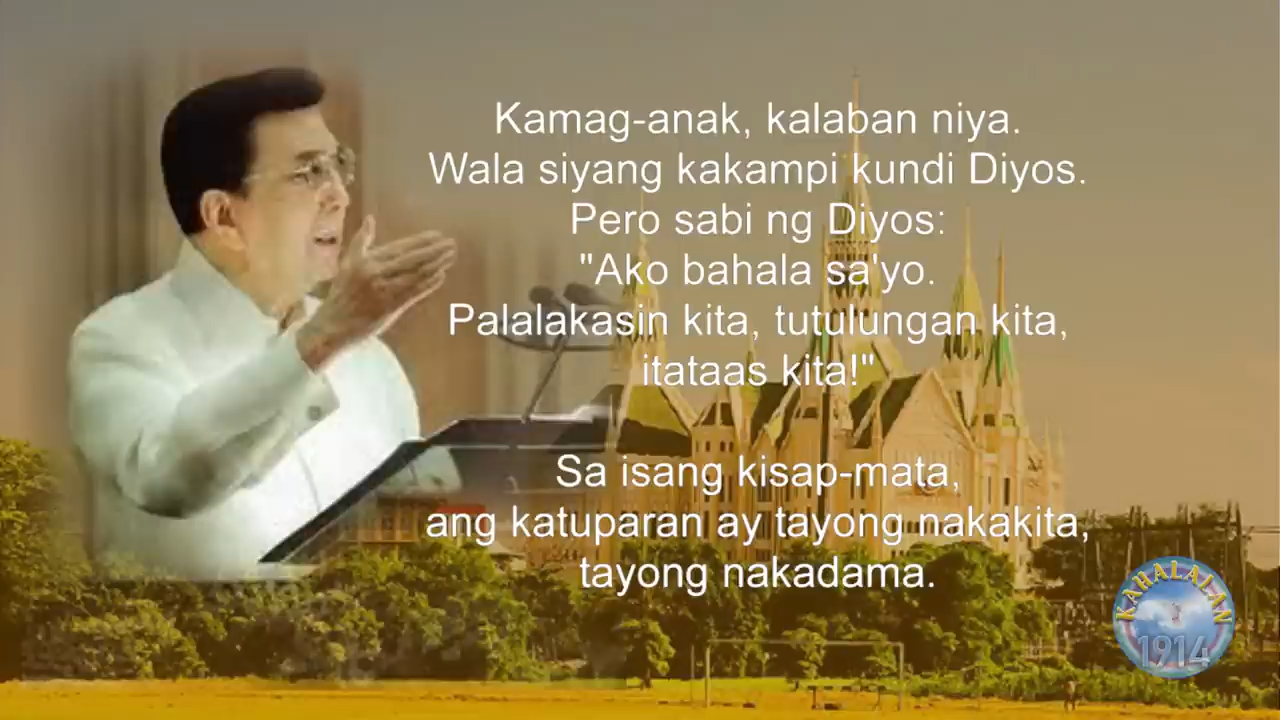 Kamag-anak, kalaban niya.
Wala siyang kakampi kundi Diyos.
Pero sabi ng Diyos:
"Ako bahala sa'yo.
Palalakasin kita, tutulungan kita,
itataas kita!"
Sa isang kisap-mata,
ang katuparan ay tayong nakakita,
tayong nakadama.
KAHALALAN
1914